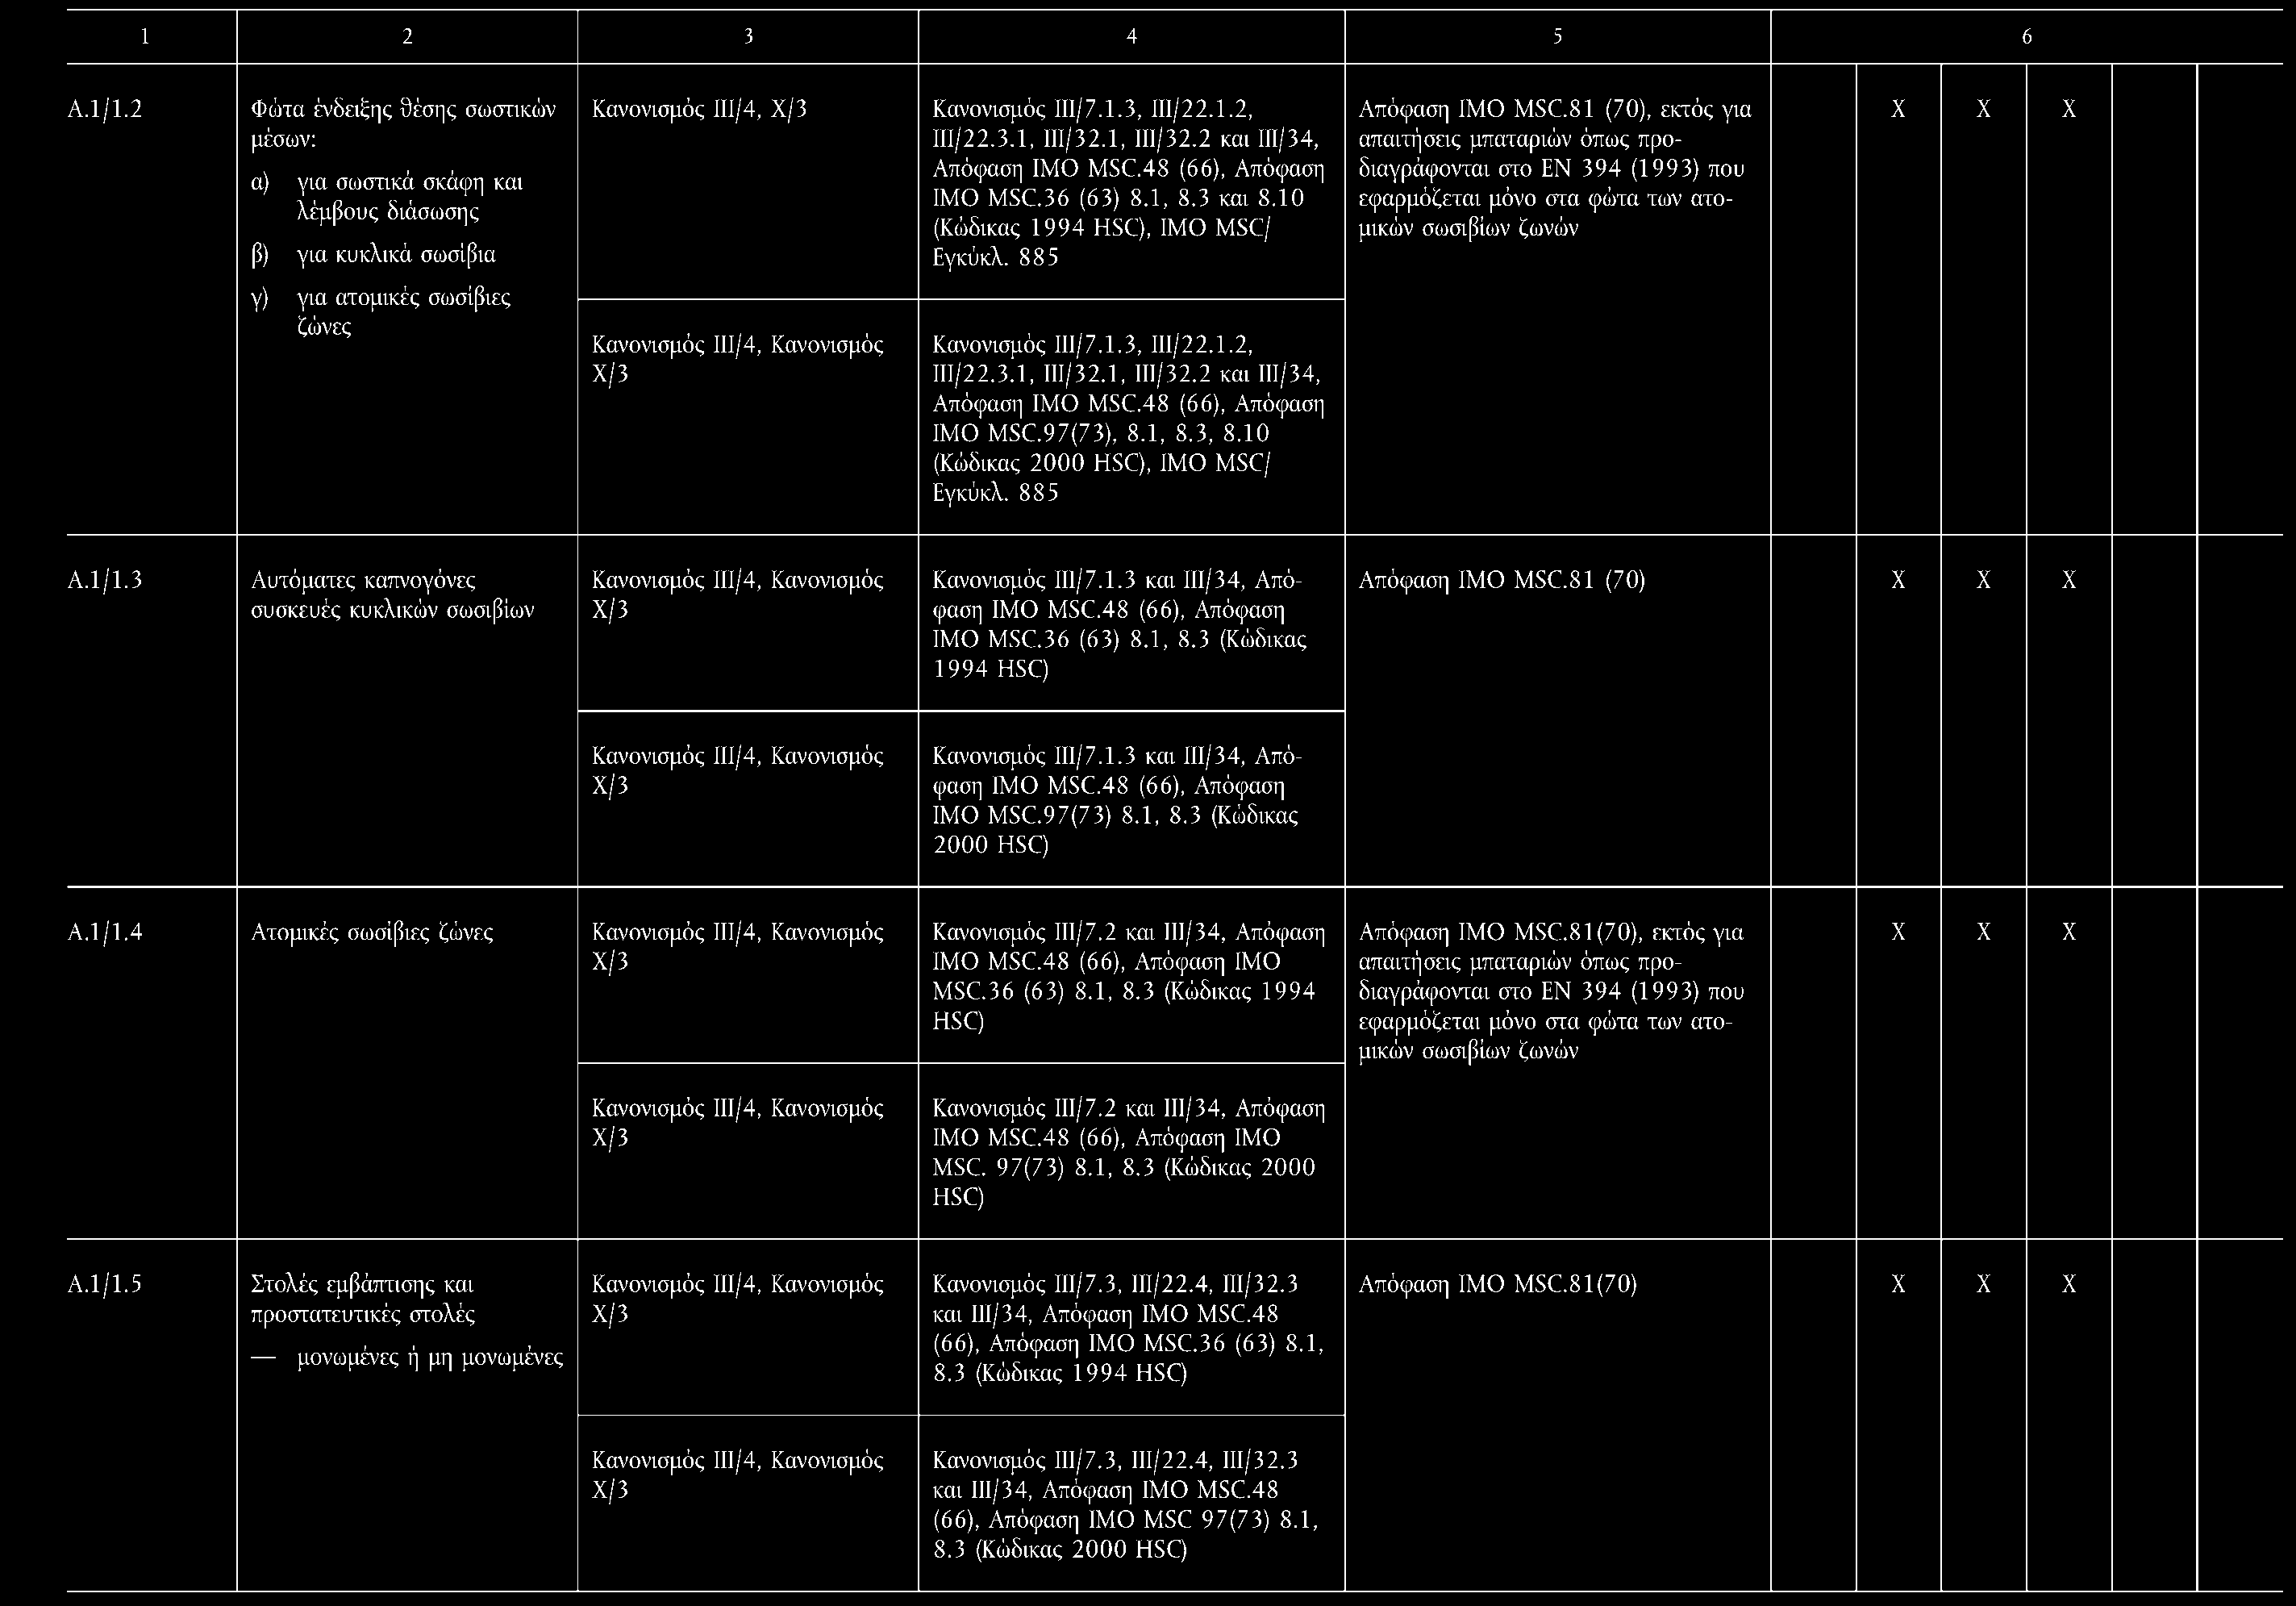 1 2 3 4 5 6
A.1/1.2
Φώτα ένδειξης θέσης σωστικών
μέσων:
α) για σωστικά σκάφη και
λέμβους διάσωσης
β) για κυκλικά σωσίβια
γ) για ατομικές σωσίβιες
ζώνες
Κανονισμός III/4, X/3
Κανονισμός III/7.1.3, III/22.1.2,
III/22.3.1, III/32.1, III/32.2 και III/34,
Απόφαση IMO MSC.48 (66), Απόφαση
IMO MSC.36 (63) 8.1, 8.3 και 8.10
(Κώδικας 1994 HSC), IMO MSC/
Εγκύκλ. 885
Απόφαση IMO MSC.81 (70), εκτός για
απαιτήσεις μπαταριών όπως προ-
διαγράφονται στο EN 394 (1993) που
εφαρμόζεται μόνο στα φώτα των ατο-
μικών σωσιβίων ζωνών
X X X
Κανονισμός III/4, Κανονισμός
X/3
Κανονισμός III/7.1.3, III/22.1.2,
III/22.3.1, III/32.1, III/32.2 και III/34,
Απόφαση IMO MSC.48 (66), Απόφαση
IMO MSC.97(73), 8.1, 8.3, 8.10
(Κώδικας 2000 HSC), IMO MSC/
Εγκύκλ. 885
A.1/1.3
Αυτόματες καπνογόνες
συσκευές κυκλικών σωσιβίων
Κανονισμός III/4, Κανονισμός
X/3
Κανονισμός III/7.1.3 και III/34, Από-
φαση IMO MSC.48 (66), Απόφαση
IMO MSC.36 (63) 8.1, 8.3 (Κώδικας
1994 HSC)
Απόφαση IMO MSC.81 (70)
X X X
Κανονισμός III/4, Κανονισμός
X/3
Κανονισμός III/7.1.3 και III/34, Από-
φαση IMO MSC.48 (66), Απόφαση
IMO MSC.97(73) 8.1, 8.3 (Κώδικας
2000 HSC)
A.1/1.4
Ατομικές σωσίβιες ζώνες
Κανονισμός III/4, Κανονισμός
X/3
Κανονισμός III/7.2 και III/34, Απόφαση
IMO MSC.48 (66), Απόφαση IMO
MSC.36 (63) 8.1, 8.3 (Κώδικας 1994
HSC)
Απόφαση IMO MSC.81(70), εκτός για
απαιτήσεις μπαταριών όπως προ-
διαγράφονται στο EN 394 (1993) που
εφαρμόζεται μόνο στα φώτα των ατο-
μικών σωσιβίων ζωνών
X X X
Κανονισμός III/4, Κανονισμός
X/3
Κανονισμός III/7.2 και III/34, Απόφαση
IMO MSC.48 (66), Απόφαση IMO
MSC. 97(73) 8.1, 8.3 (Κώδικας 2000
HSC)
A.1/1.5
Στολές εμβάπτισης και
προστατευτικές στολές
— μονωμένες ή μη μονωμένες
Κανονισμός III/4, Κανονισμός
X/3
Κανονισμός III/7.3, III/22.4, III/32.3
και III/34, Απόφαση IMO MSC.48
(66), Απόφαση IMO MSC.36 (63) 8.1,
8.3 (Κώδικας 1994 HSC)
Απόφαση IMO MSC.81(70)
X X X
Κανονισμός III/4, Κανονισμός
X/3
Κανονισμός III/7.3, III/22.4, III/32.3
και III/34, Απόφαση IMO MSC.48
(66), Απόφαση IMO MSC 97(73) 8.1,
8.3 (Κώδικας 2000 HSC)